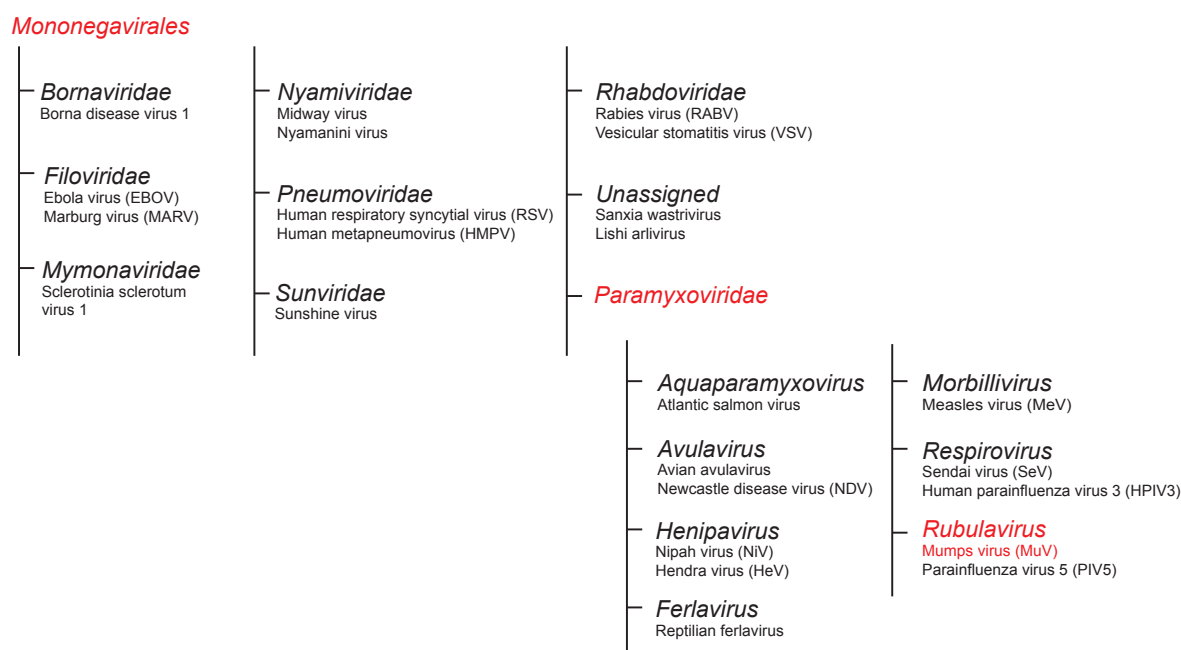 Mononegavirales
Bornaviridae
Borna disease virus 1
Filoviridae
Ebola virus (EBOV)
Marburg virus (MARV)
Mymonaviridae
Sclerotinia sclerotum
virus 1
Nyamiviridae
Midway virus
Nyamanini virus
Pneumoviridae
Human respiratory syncytial virus (RSV)
Human metapneumovirus (HMPV)
Sunviridae
Sunshine virus
Rhabdoviridae
Rabies virus (RABV)
Vesicular stomatitis virus (VSV)
Unassigned
Sanxia wastrivirus
Lishi arlivirus
Paramyxoviridae
Aquaparamyxovirus
Atlantic salmon virus
Avulavirus
Avian avulavirus
Newcastle disease virus (NDV)
Henipavirus
Nipah virus (NiV)
Hendra virus (HeV)
Ferlavirus
Reptilian ferlavirus
Morbillivirus
Measles virus (MeV)
Respirovirus
Sendai virus (SeV)
Human parainfluenza virus 3 (HPIV3)
Rubulavirus
Mumps virus (MuV)
Parainfluenza virus 5 (PIV5)